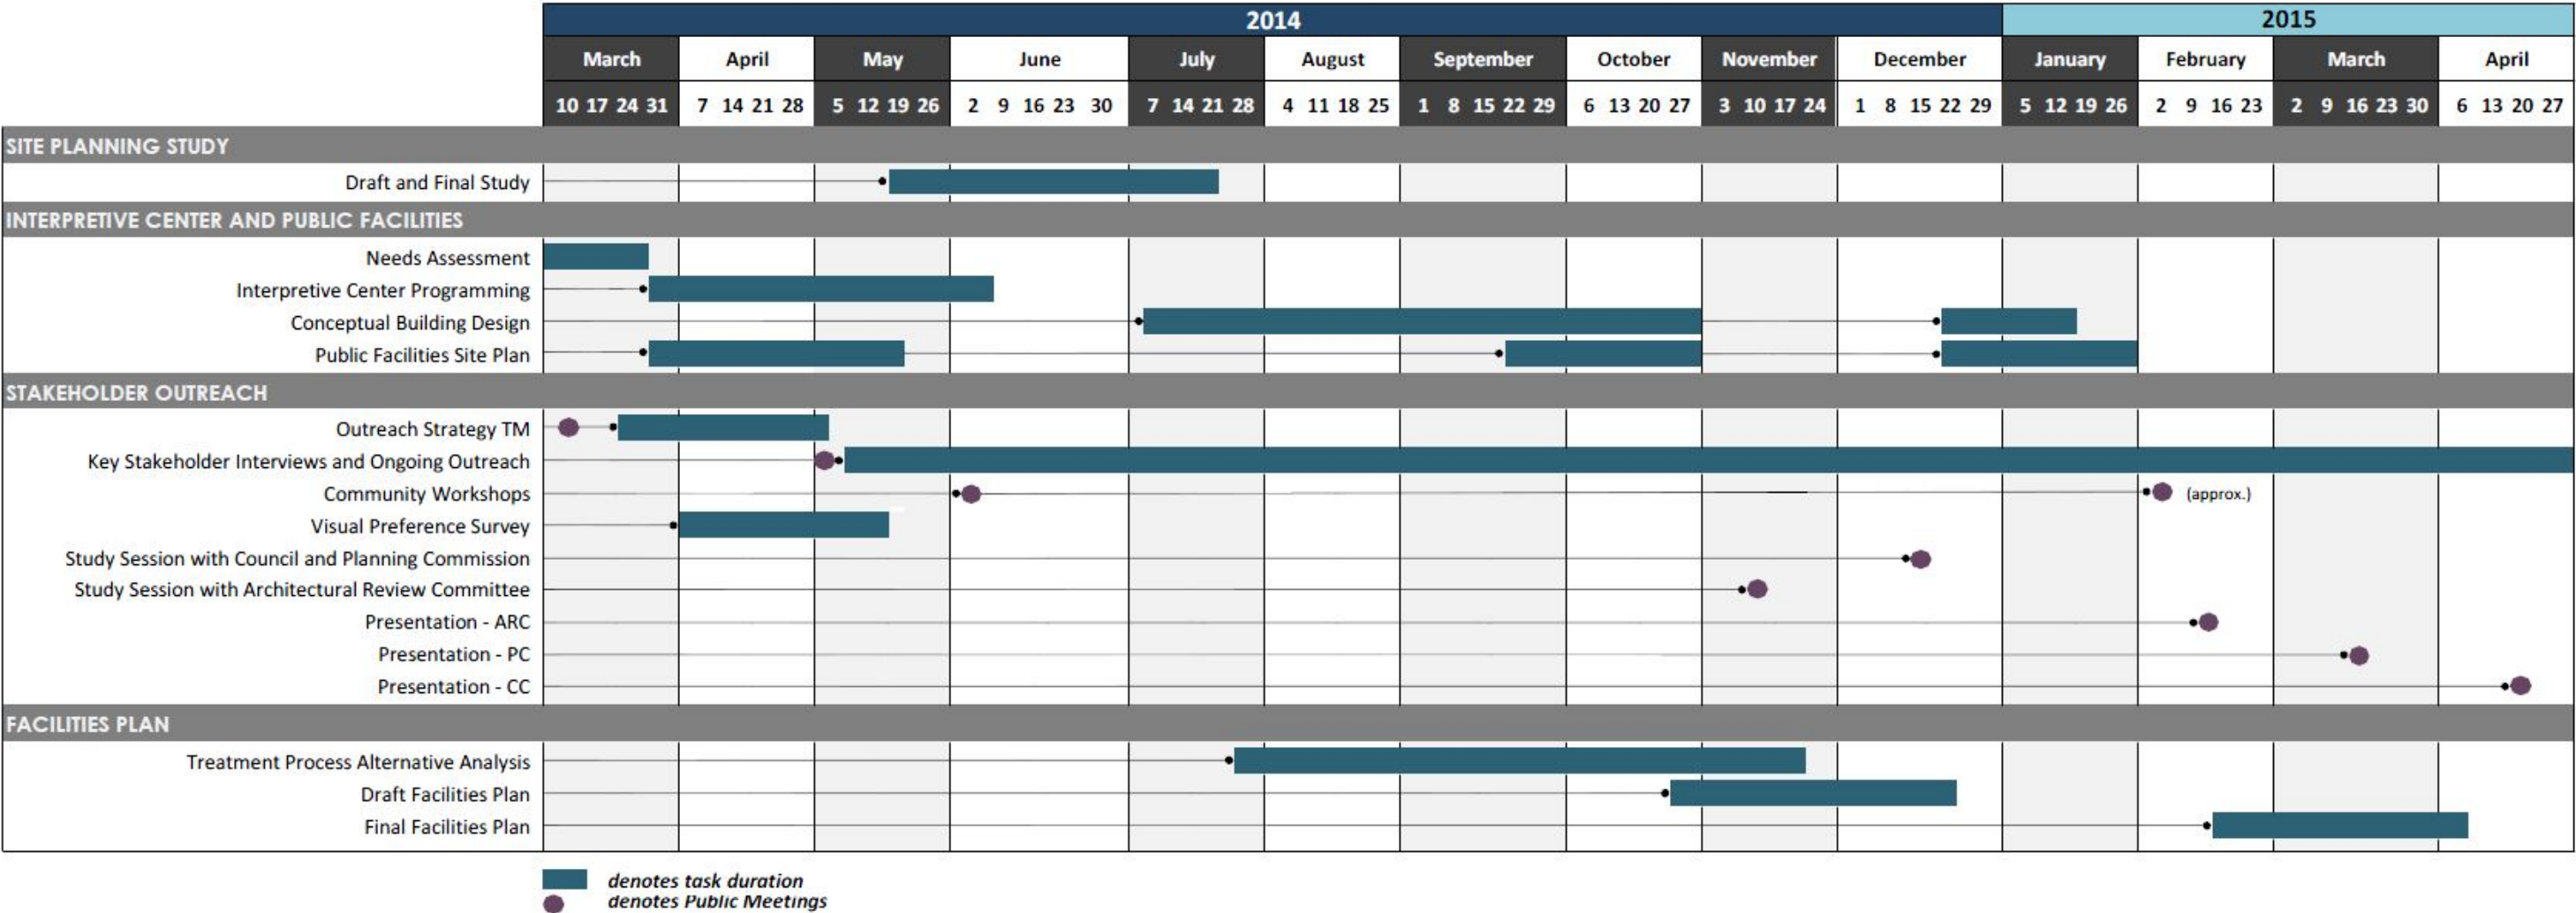 2014 2015
March April May June July August September October November December January February March April
10 17 24 31 7 14 21 28 5 12 19 26 2 9 16 23 30 7 14 21 28 4 11 18 25 1 8 15 22 29 6 13 20 27 3 10 17 24 1 8 15 22 29 5 12 19 26 2 9 16 23 2 9 16 23 30 6 13 20 27
SITE PLANNING STUDY
Draft and Final Study
INTERPRETIVE CENTER AND PUBLIC FACILITIES
Needs Assessment
Interpretive Center Programming
Conceptual Building Design
Public Facilities Site Plan
STAKEHOLDER OUTREACH
Outreach Strategy TM
Key Stakeholder Interviews and Ongoing Outreach
Community Workshops (approx.)
Visual Preference Survey
Study Session with Council and Planning Commission
Study Session with Architectural Review Committee
Presentation - ARC
Presentation - PC
Presentation - CC
FACILITIES PLAN
Treatment Process Alternative Analysis
Draft Facilities Plan
Final Facilities Plan
denotes task duration
denotes Public Meetings